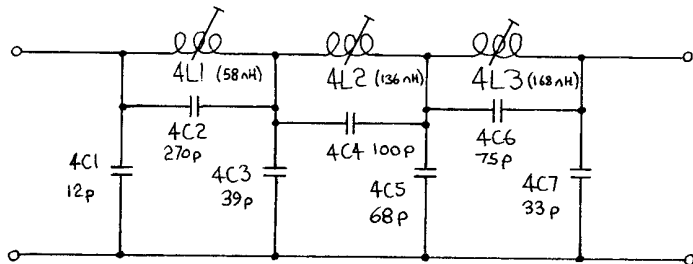 4L1 (58nH)
4L2 (136nH)
4L3 (168nH)
4C2
270p
4C4 100p
4C6
75p
4C1
12p
4C3
39p
4C5
68p
4C7
33p